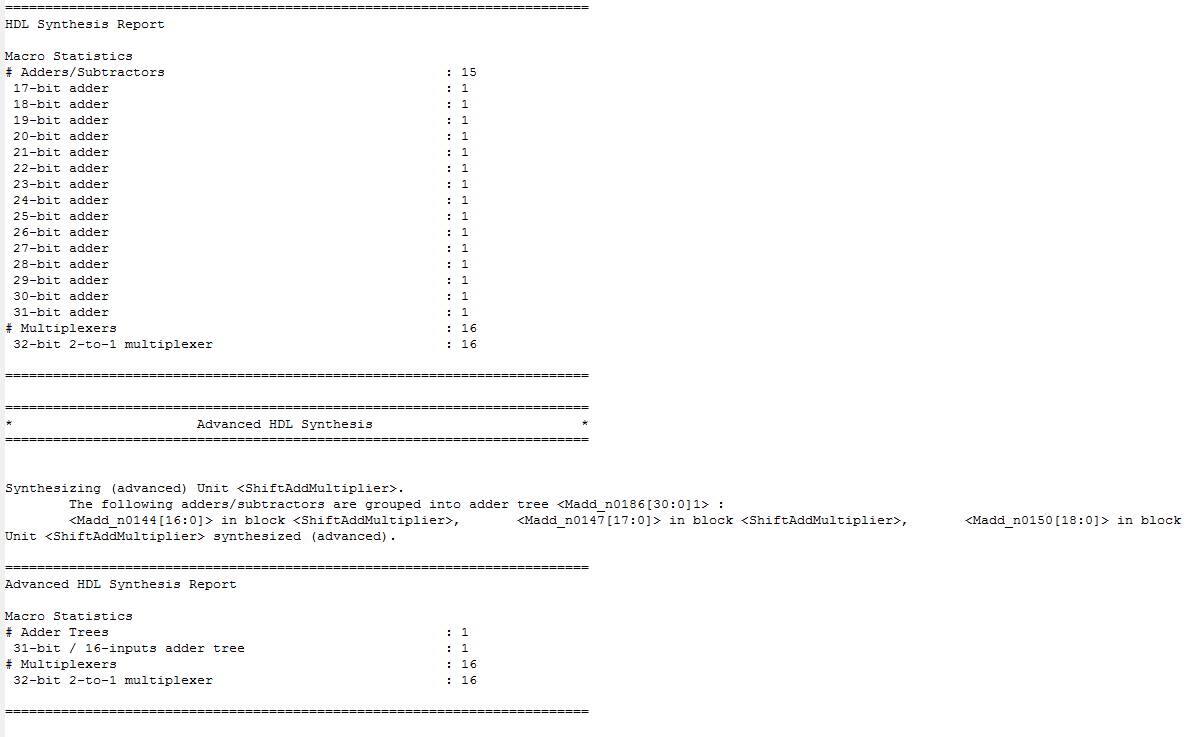 =========================================================================
HDL Synthesis Report
Macro Statistics
# Adders/Subtractors                                   : 15
 17-bit adder                                          : 1
 18-bit adder                                          : 1
 19-bit adder                                          : 1
 20-bit adder                                          : 1
 21-bit adder                                          : 1
 22-bit adder                                          : 1
 23-bit adder                                          : 1
 24-bit adder                                          : 1
 25-bit adder                                          : 1
 26-bit adder                                          : 1
 27-bit adder                                          : 1
 28-bit adder                                          : 1
 29-bit adder                                          : 1
 30-bit adder                                          : 1
 31-bit adder                                          : 1
# Multiplexers                                         : 16
 32-bit 2-to-1 multiplexer                             : 16
=========================================================================
=========================================================================
*                       Advanced HDL Synthesis                          *
=========================================================================
Synthesizing (advanced) Unit <ShiftAddMultiplier>.
	The following adders/subtractors are grouped into adder tree <Madd_n0186[30:0]1> :
	<Madd_n0144[16:0]> in block <ShiftAddMultiplier>, 	<Madd_n0147[17:0]> in block <ShiftAddMultiplier>, 	<Madd_n0150[18:0]> in block
Unit <ShiftAddMultiplier> synthesized (advanced).
=========================================================================
Advanced HDL Synthesis Report
Macro Statistics
# Adder Trees                                          : 1
 31-bit / 16-inputs adder tree                         : 1
# Multiplexers                                         : 16
 32-bit 2-to-1 multiplexer                             : 16
=========================================================================